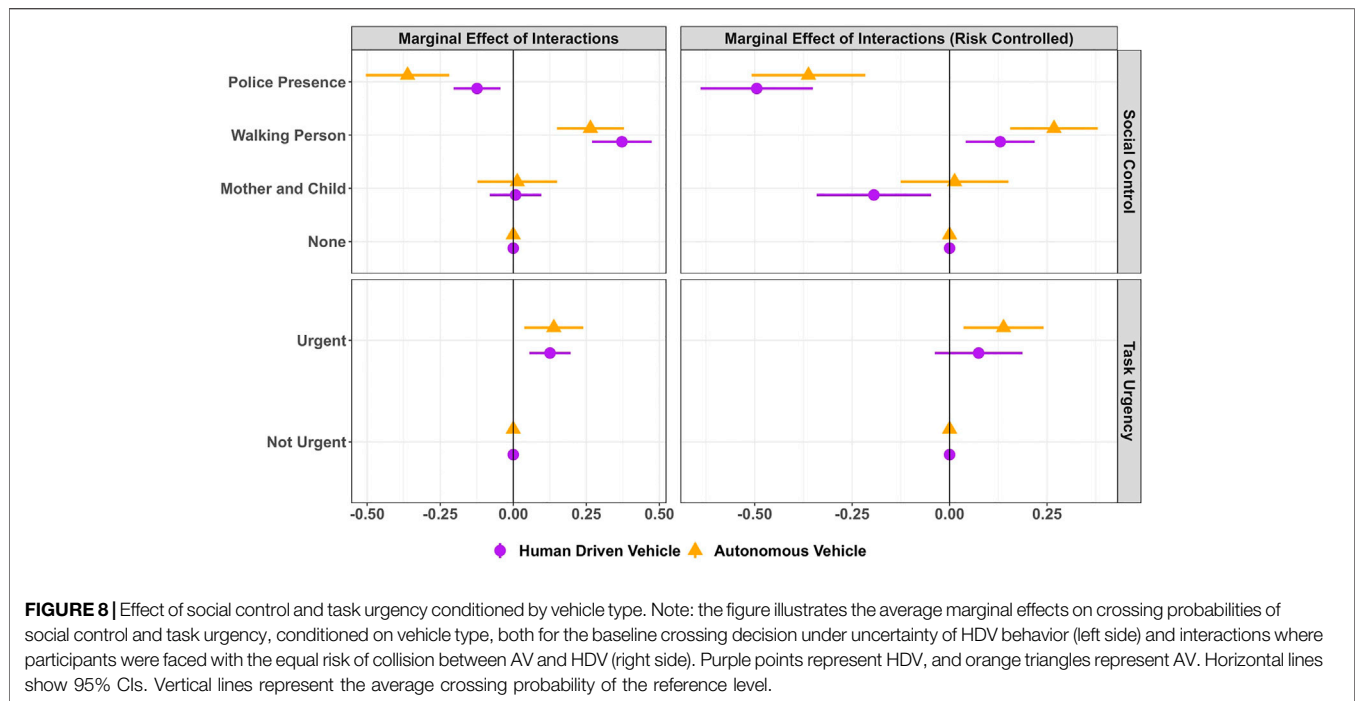 Marginal Effect of Interactions
Marginal Effect of Interactions (Risk Controlled)
Police Presence
Walking Person
Mother and Child
None
Social Control
Urgent
Not Urgent
Task Urgency
-0.50 -0.25 0.00 0.25 0.50
-0.50 -0.25 0.00 0.25
Human Driven Vehicle Autonomous Vehicle
FIGURE 8 | Effect of social control and task urgency conditioned by vehicle type. Note: the figure illustrates the average marginal effects on crossing probabilities of
social control and task urgency, conditioned on vehicle type, both for the baseline crossing decision under uncertainty of HDV behavior (left side) and interactions where
participants were faced with the equal risk of collision between AV and HDV (right side). Purple points represent HDV, and orange triangles represent AV. Horizontal lines
show 95% CIs. Vertical lines represent the average crossing probability of the reference level.